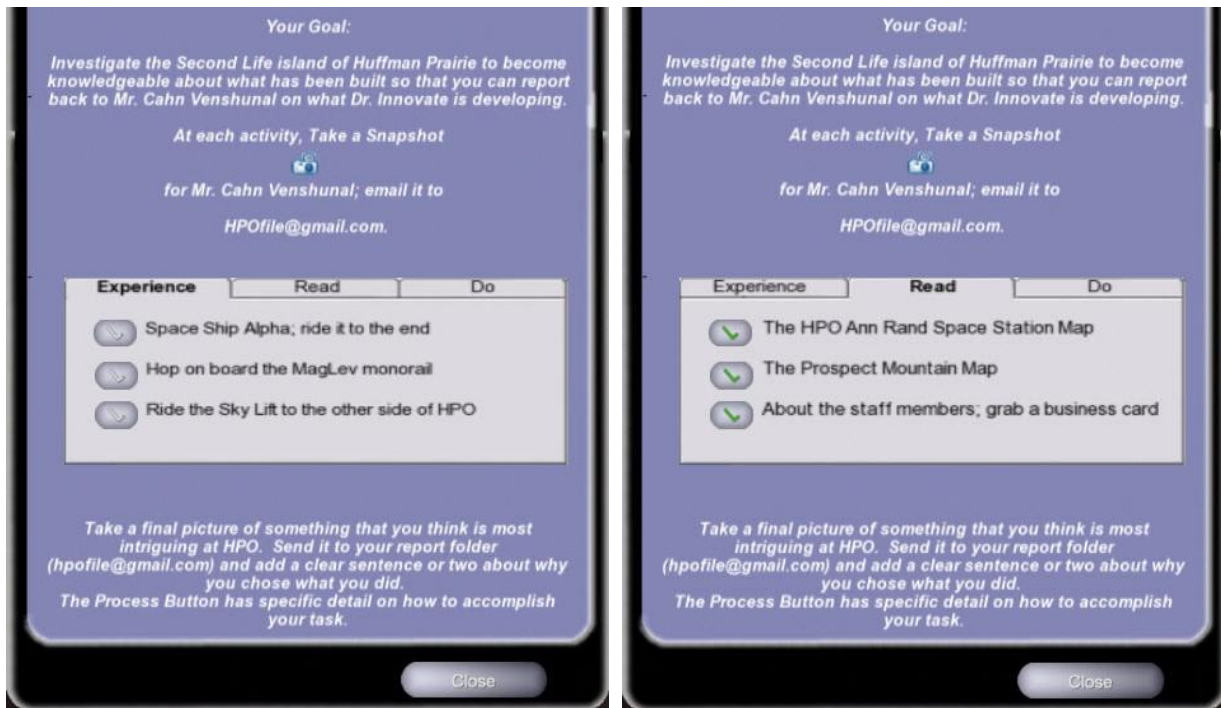 Your Goal:
Investigate the Second Life island of Huffman Prairie to become
knowledgeable about what has been built so that you can report
back to Mr. Cahn Venshunal on what Dr. Innovate is developing.
At each activity, Take a Snapshot
for Mr. Cahn Venshunal; email it to
HPOfile@gmail.com.
Experience Read Do
Space Ship Alpha; ride it to the end
Hop on board the MagLev monorail
Ride the Sky Lift to the other side of HPO
Take a final picture of something that you think is most
intriguing at HPO. Send it to your report folder
(hpofile@gmail.com) and add a clear sentence or two about why
you chose what you did.
The Process Button has specific detail on how to accomplish
your task.
Close
Your Goal:
Investigate the Second Life island of Huffman Prairie to become
knowledgeable about what has been built so that you can report
back to Mr. Cahn Venshunal on what Dr. Innovate is developing.
At each activity, Take a Snapshot
for Mr. Cahn Venshunal; email it to
HPOfile@gmail.com.
Experience Read Do
The HPO Ann Rand Space Station Map
The Prospect Mountain Map
About the staff members; grab a business card
Take a final picture of something that you think is most
intriguing at HPO. Send it to your report folder
(hpofile@gmail.com) and add a clear sentence or two about why
you chose what you did.
The Process Button has specific detail on how to accomplish
your task.
Close